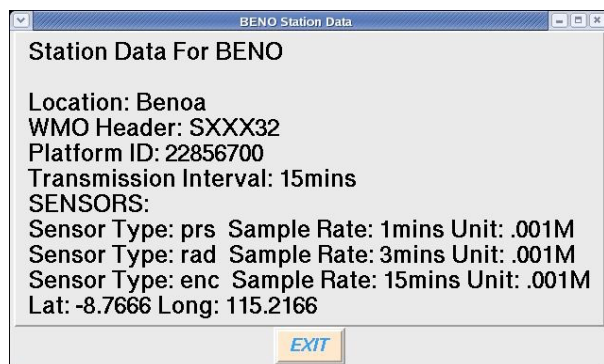 BENO Station Data
Station Data For BENO
Location: Benoa
WMO Header: SXXX32
Platform ID: 22856700
Transmission Interval: 15mins
SENSORS:
Sensor Type: prs  Sample Rate: 1mins Unit: .001M
Sensor Type: rad  Sample Rate: 3mins Unit: .001M
Sensor Type: enc  Sample Rate: 15mins Unit: .001M
Lat: -8.7666 Long: 115.2166
EXIT